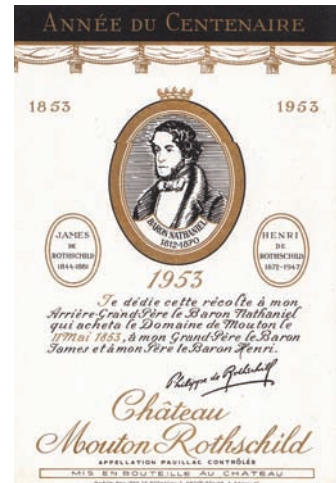 ANNÉE DU CENTENAIRE
1853
1953
BARON NATHANIEL
1812-1870
JAMES
DE
ROTHSCHILD
1844-1881
HENRI
DE
ROTHSCHILD
1872-1947
1953
Je dédie cette récolte à mon
Arrière-Grand-Père le Baron Nathaniel
qui acheta le Domaine de Mouton le
11 Mai 1853, à mon Grand-Père le Baron
James et à mon Père le Baron Henri.
Philippe de Rothschild
Château
Mouton Rothschild
APPELLATION PAUILLAC CONTRÔLÉE
MIS EN BOUTEILLE AU CHÂTEAU